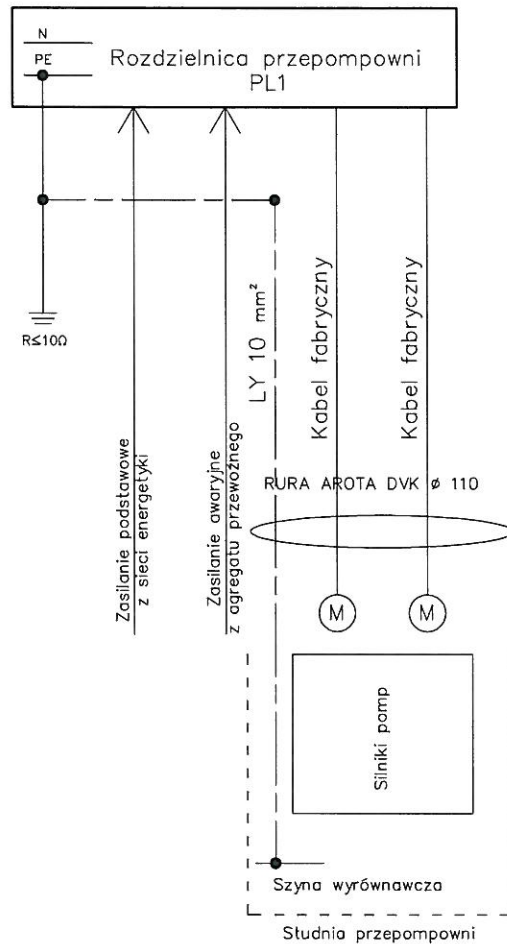 N
PE
Rozdzielnica przepompowni
PL1
R≤10Ω
LY 10 mm²
Kabel fabryczny
Kabel fabryczny
Zasilanie podstawowe
z sieci energetyki
Zasilanie awaryjne
z agregatu przewoźnego
RURA AROTA DVK ø 110
M
M
Silniki pomp
Szyna wyrównawcza
Studnia przepompowni